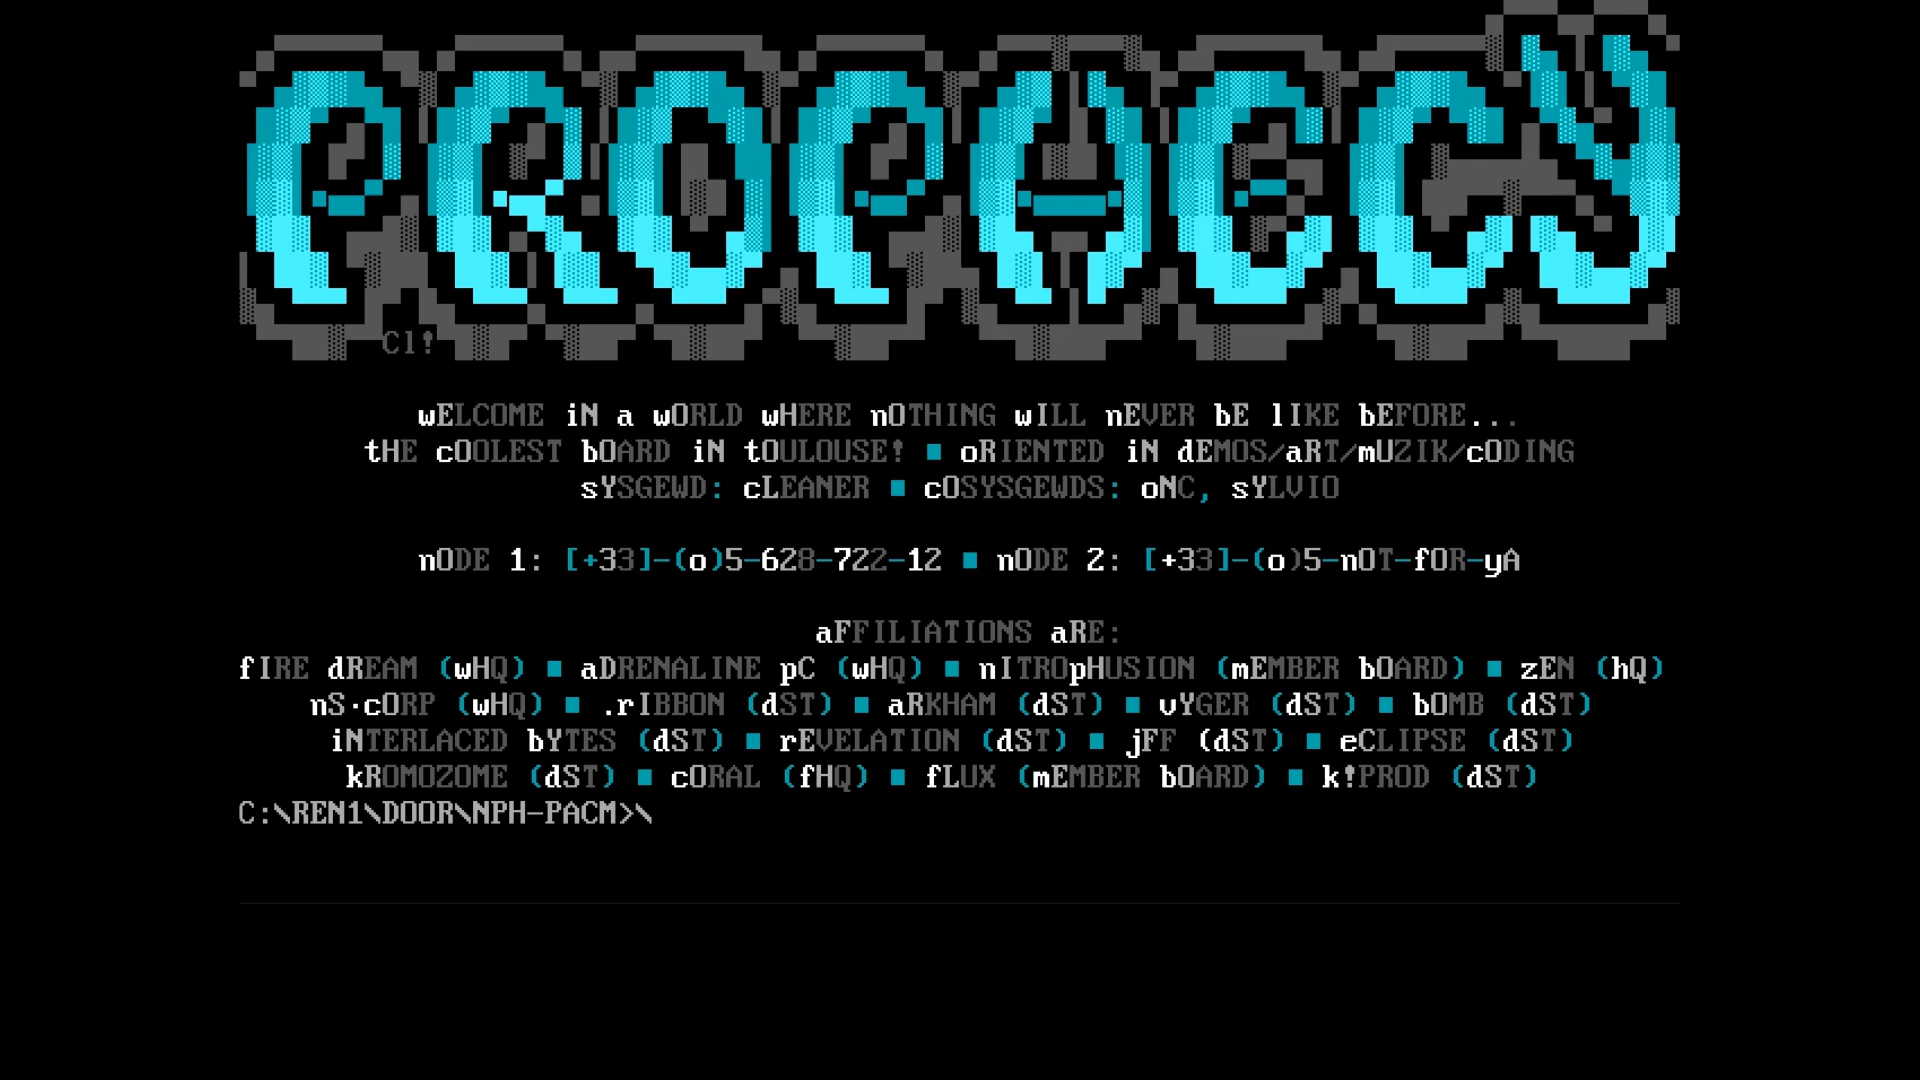 PROPHECY
Cl!
wELCOME iN a wORLD wHERE nOTHING wILL nEVER bE lIKE bEFORE...
tHE cOOLEST bOARD iN tOULOUSE! ■ oRIENTED iN dEMOS/aRT/mUZIK/cODING
sYSGEWD: cLEANER ■ cOSYSGEWDS: oNC, sYLVIO
nODE 1: [+33]-(o)5-628-722-12 ■ nODE 2: [+33]-(o)5-nOT-fOR-yA
aFFILIATIONS aRE:
fIRE dREAM (wHQ) ■ aDRENALINE pC (wHQ) ■ nITROpHUSION (mEMBER bOARD) ■ zEN (hQ)
nS·cORP (wHQ) ■ .rIBBON (dST) ■ aRKHAM (dST) ■ vYGER (dST) ■ bOMB (dST)
iNTERLACED bYTES (dST) ■ rEVELATION (dST) ■ jFF (dST) ■ eCLIPSE (dST)
kROMOZOME (dST) ■ cORAL (fHQ) ■ fLUX (mEMBER bOARD) ■ k!PROD (dST)
C:\REN1\DOOR\NPH-PACM>\